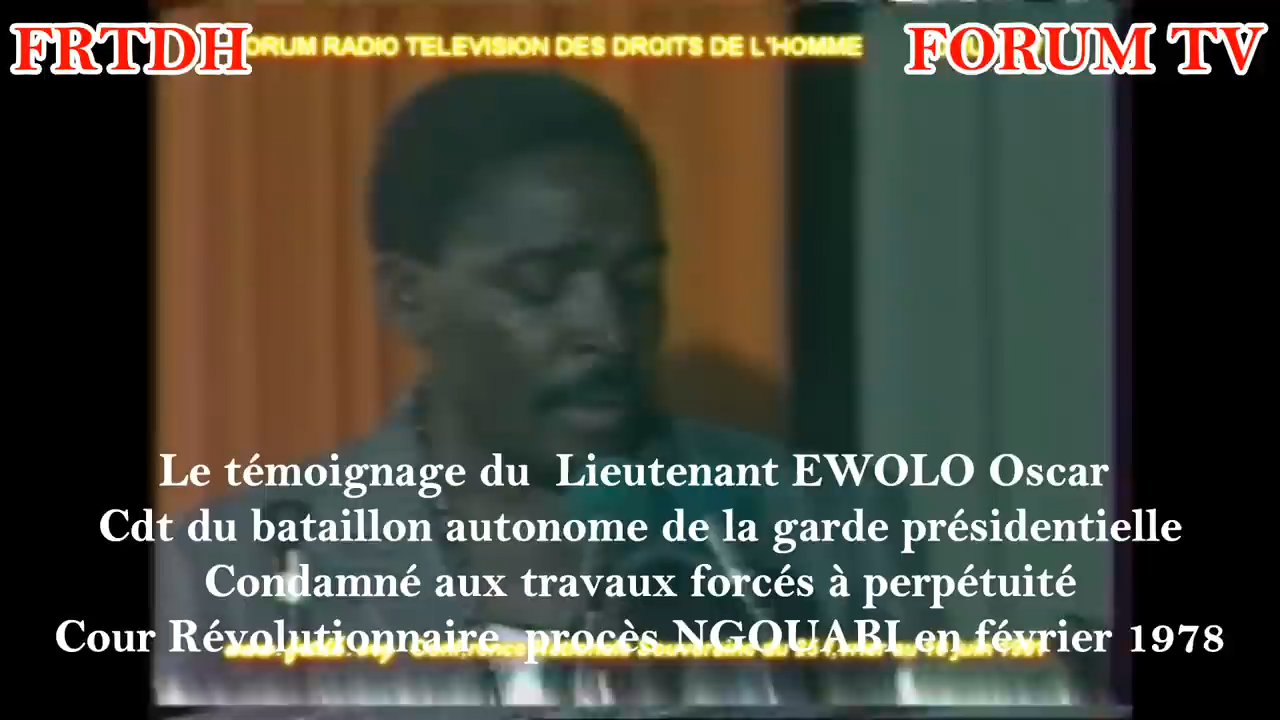 FRTDH
FORUM TV
ORUM RADIO TELEVISION DES DROITS DE L'HOMME
Le témoignage du Lieutenant EWOLO Oscar
Cdt du bataillon autonome de la garde présidentielle
Condamné aux travaux forcés à perpétuité
Cour Révolutionnaire procès NGOUABI en février 1978